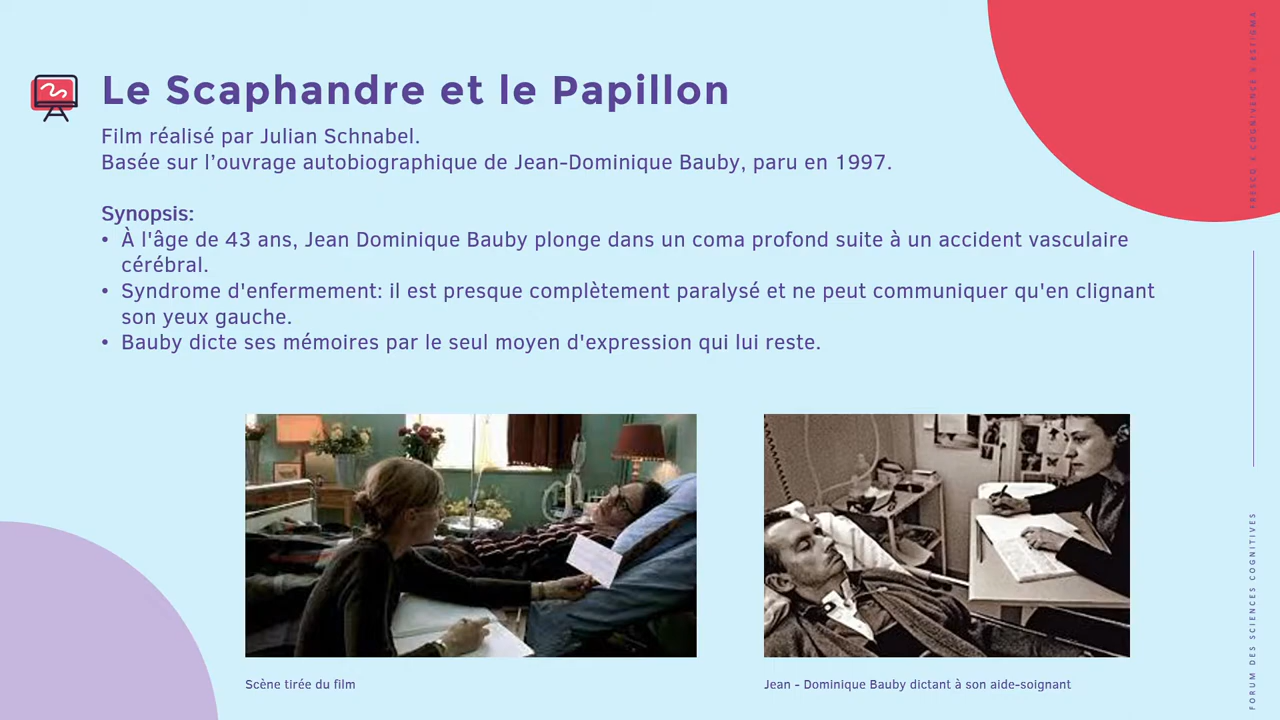 Le Scaphandre et le Papillon
Film réalisé par Julian Schnabel.
Basée sur l’ouvrage autobiographique de Jean-Dominique Bauby, paru en 1997.
Synopsis:
• À l'âge de 43 ans, Jean Dominique Bauby plonge dans un coma profond suite à un accident vasculaire
cérébral.
• Syndrome d'enfermement: il est presque complètement paralysé et ne peut communiquer qu'en clignant
son yeux gauche.
• Bauby dicte ses mémoires par le seul moyen d'expression qui lui reste.
Scène tirée du film
Jean - Dominique Bauby dictant à son aide-soignant
FORUM DES SCIENCES COGNITIVES